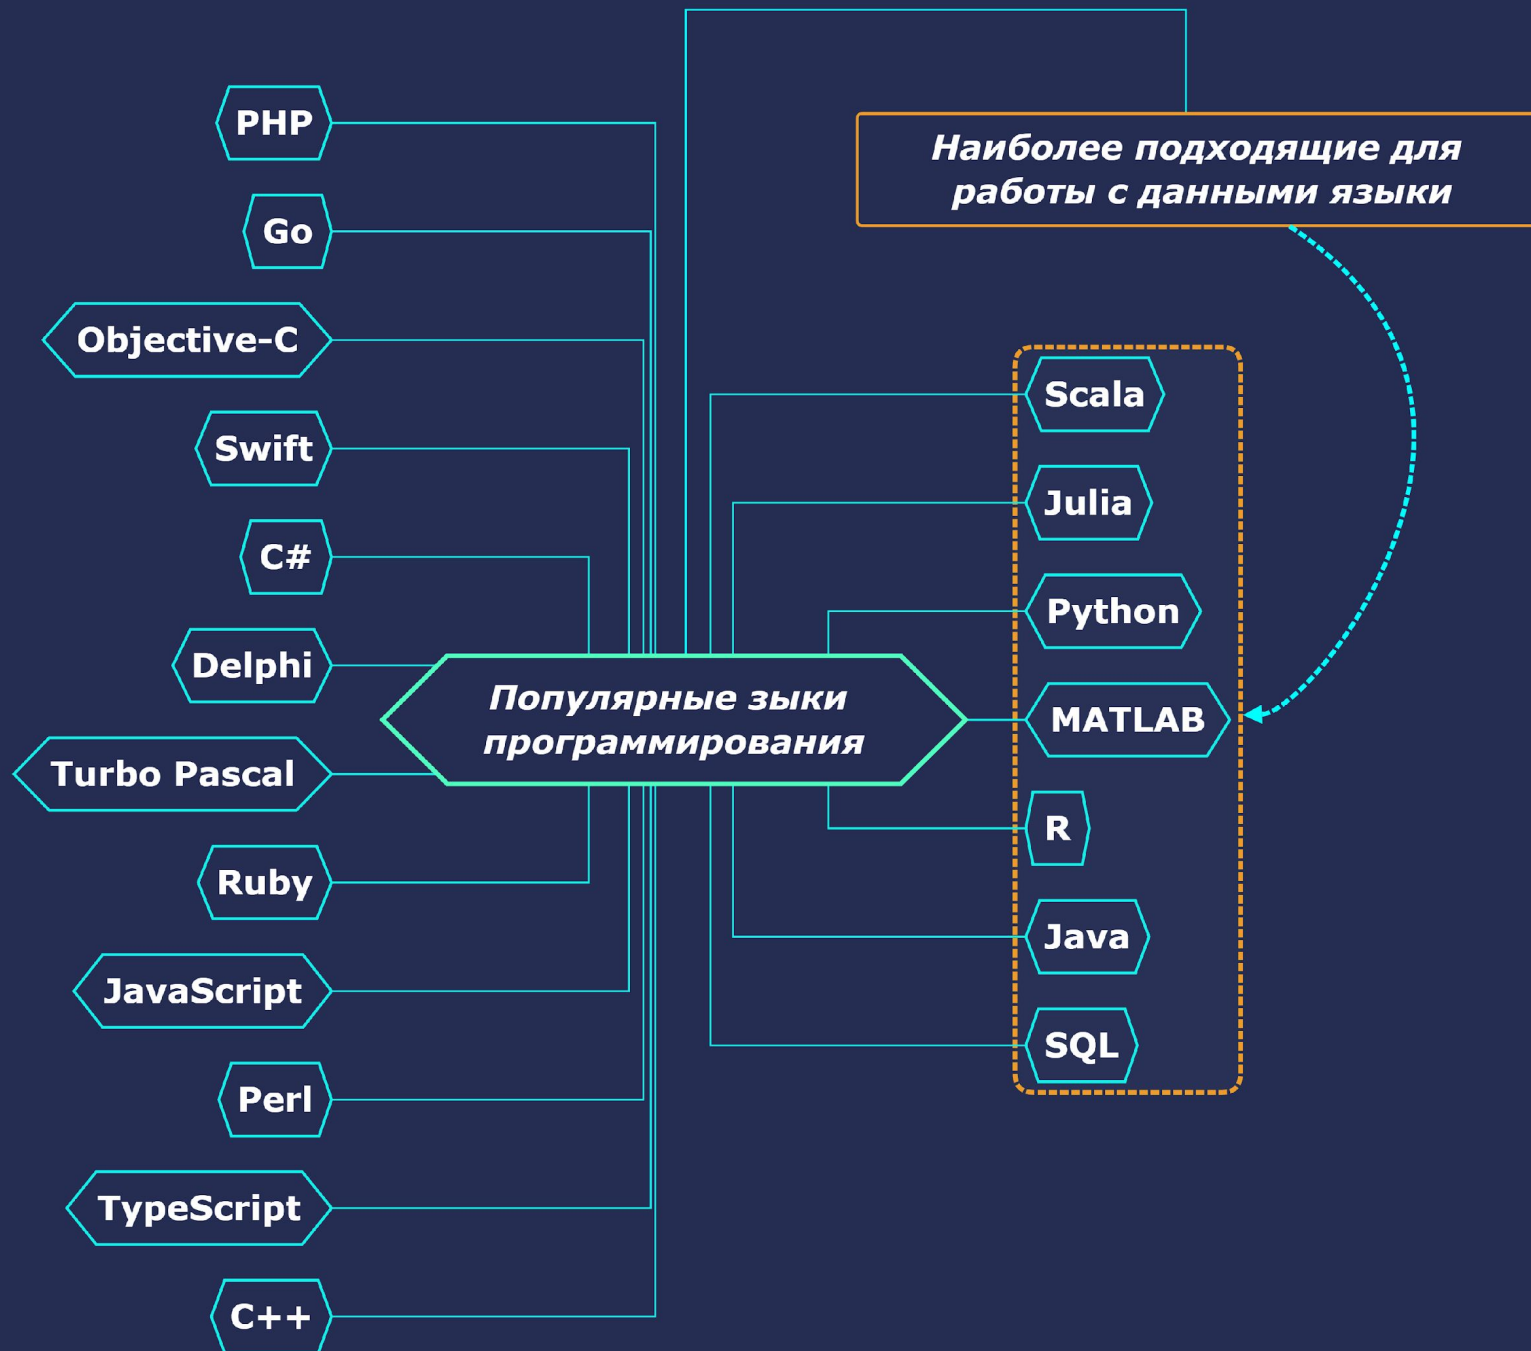 PHP
Go
Objective-C
Swift
C#
Delphi
Turbo Pascal
Ruby
JavaScript
Perl
TypeScript
C++
Популярные зыки
программирования
Наиболее подходящие для
работы с данными языки
Scala
Julia
Python
MATLAB
R
Java
SQL